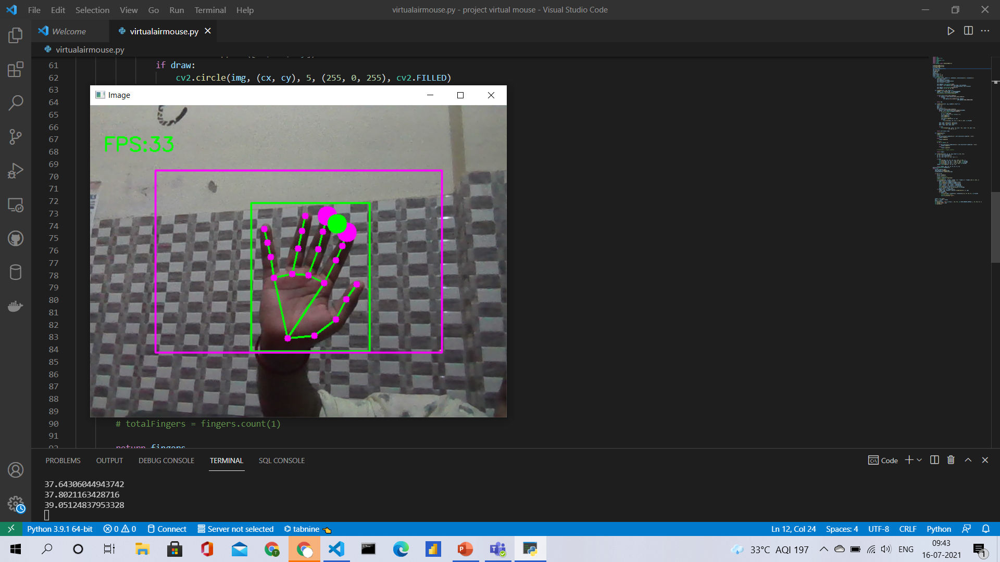 File Edit Selection View Go Run Terminal Help
virtualairmouse.py - project virtual mouse - Visual Studio Code
Welcome
virtualairmouse.py
virtualairmouse.py
61 if draw:
62 cv2.circle(img, (cx, cy), 5, (255, 0, 255), cv2.FILLED)
63
64
65
66
67
68
69
70
71
72
73
74
75
76
77
78
79
80
81
82
83
84
85
86
87
88
89
90 # totalFingers = fingers.count(1)
91
92 return fingers
Image
FPS:33
PROBLEMS OUTPUT DEBUG CONSOLE TERMINAL SQL CONSOLE
Code
37.64306044943742
37.8021163428716
39.05124837953328
Python 3.9.1 64-bit 0 0 Connect Server not selected tabnine
Ln 12, Col 24 Spaces: 4 UTF-8 CRLF Python
33°C AQI 197 ENG
09:43
16-07-2021
1